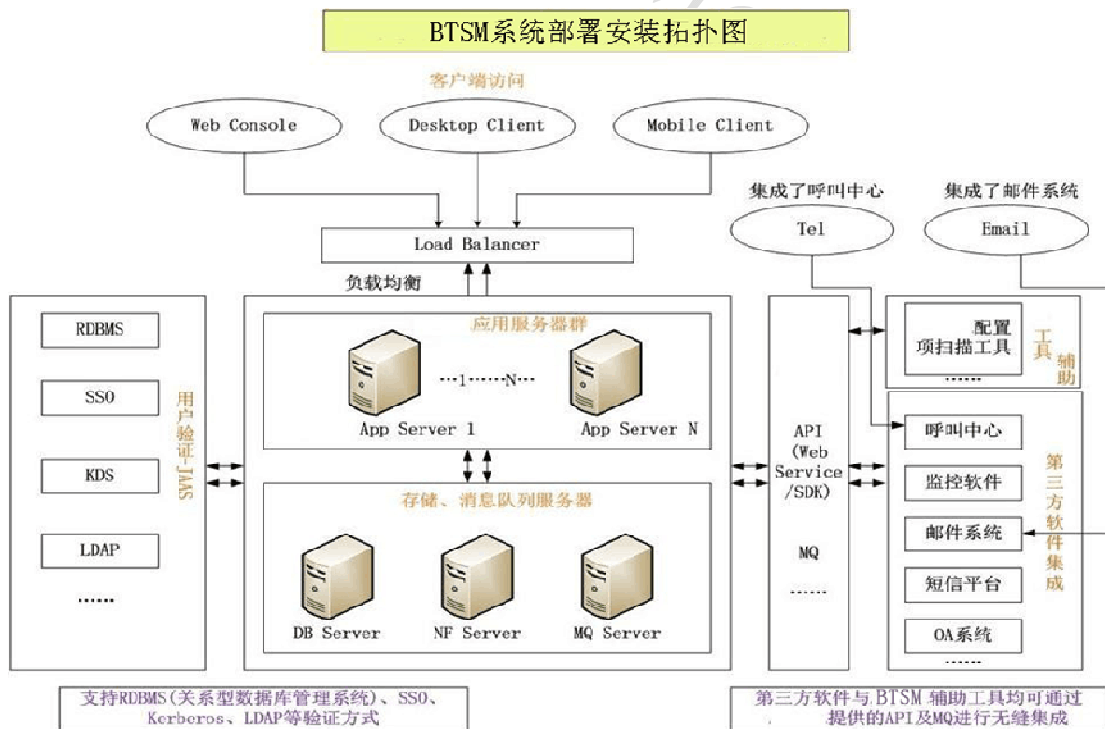 BTSM系统部署安装拓扑图
客户端访问
Web Console
Desktop Client
Mobile Client
集成了呼叫中心
集成了邮件系统
Tel
Email
Load Balancer
负载均衡
RDBMS
SSO
KDS
LDAP
······
用户验证-JAAS
应用服务器群
···1······N···
App Server 1
App Server N
存储、消息队列服务器
DB Server
NF Server
MQ Server
API
(Web
Service
/SDK)
MQ
······
配置
项扫描工具
······
工具
辅助
呼叫中心
监控软件
邮件系统
短信平台
OA系统
······
第三方软件集成
支持RDBMS(关系型数据库管理系统)、SSO、
Kerberos、LDAP等验证方式
第三方软件与 BTSM 辅助工具均可通过
提供的API及MQ进行无缝集成